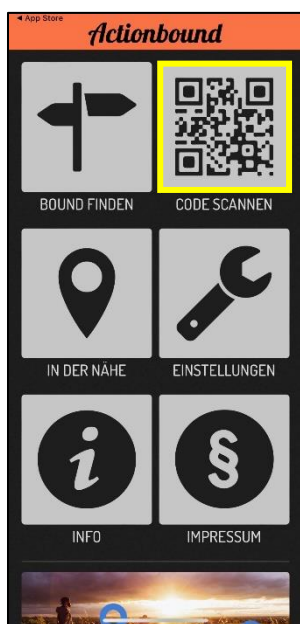 ◀ App Store
Actionbound
BOUND FINDEN
CODE SCANNEN
IN DER NÄHE
EINSTELLUNGEN
i
§
INFO
IMPRESSUM